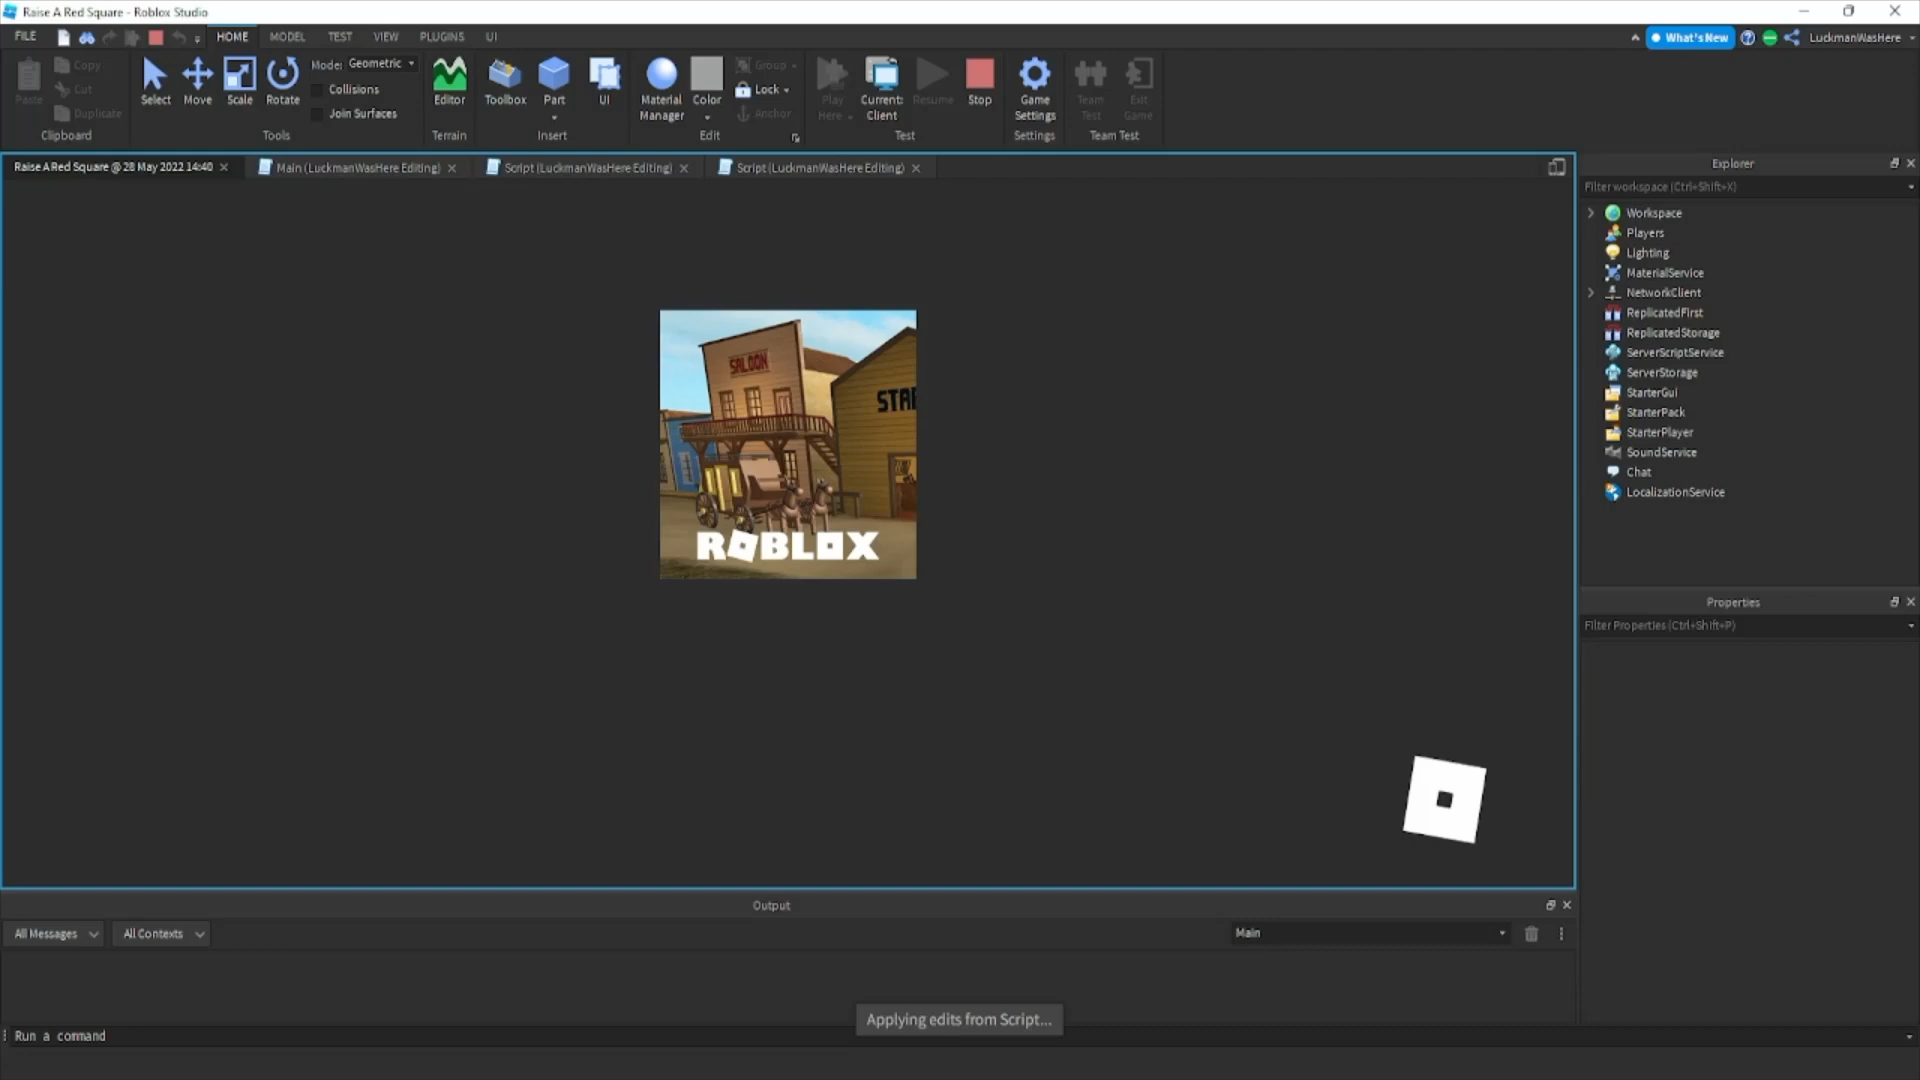 Raise A Red Square - Roblox Studio
FILE HOME MODEL TEST VIEW PLUGINS UI What's New LuckmanWasHere
Paste Copy Cut Duplicate Clipboard
Select Move Scale Rotate Mode: Geometric Collisions Join Surfaces Tools
Editor Terrain
Toolbox Part UI Insert
Material Manager Color Group Lock Anchor Edit
Play Here Current: Client Resume Stop Test
Game Settings Settings
Team Test Exit Game Team Test
Raise A Red Square @ 28 May 2022 14:40 Main (LuckmanWasHere Editing) Script (LuckmanWasHere Editing) Script (LuckmanWasHere Editing)
SALOON
STAB
ROBLOX
Explorer
Filter workspace (Ctrl+Shift+X)
Workspace
Players
Lighting
MaterialService
NetworkClient
ReplicatedFirst
ReplicatedStorage
ServerScriptService
ServerStorage
StarterGui
StarterPack
StarterPlayer
SoundService
Chat
LocalizationService
Properties
Filter Properties (Ctrl+Shift+P)
Output
All Messages All Contexts Main
Applying edits from Script...
Run a command